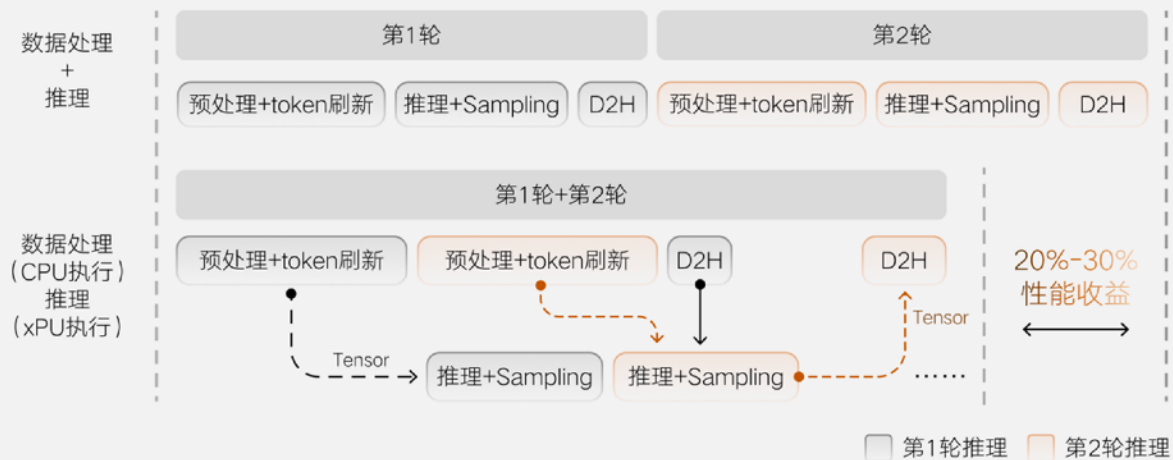 数据处理
+
推理
第1轮
第2轮
预处理+token刷新
推理+Sampling
D2H
预处理+token刷新
推理+Sampling
D2H
第1轮+第2轮
数据处理
(CPU执行)
推理
(xPU执行)
预处理+token刷新
预处理+token刷新
D2H
D2H
20%-30%
性能收益
Tensor
Tensor
推理+Sampling
推理+Sampling
......
第1轮推理
第2轮推理